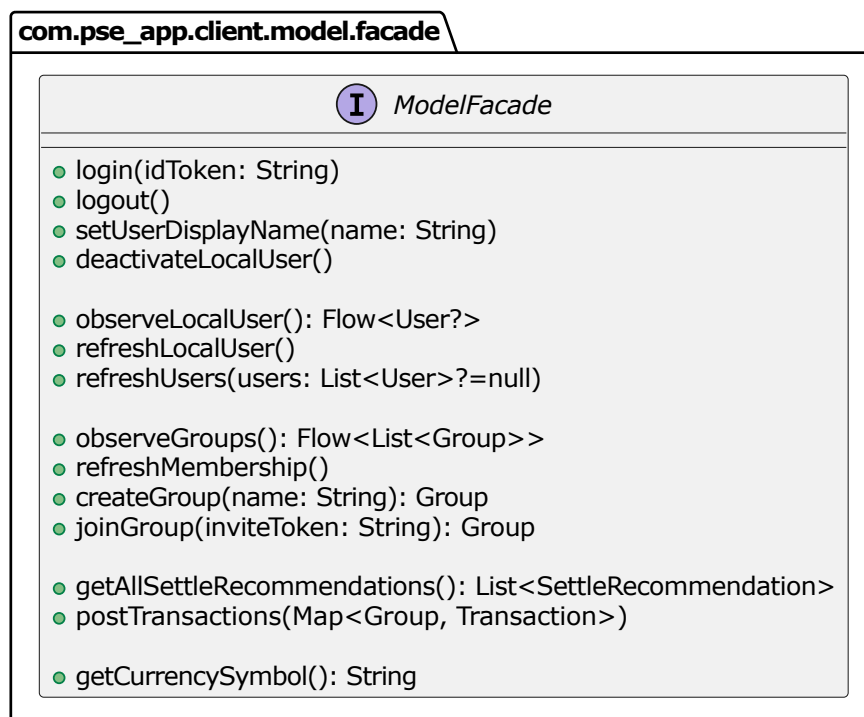 com.pse_app.client.model.facade
I ModelFacade
login(idToken: String)
logout()
setUserDisplayName(name: String)
deactivateLocalUser()
observeLocalUser(): Flow<User?>
refreshLocalUser()
refreshUsers(users: List<User>?=null)
observeGroups(): Flow<List<Group>>
refreshMembership()
createGroup(name: String): Group
joinGroup(inviteToken: String): Group
getAllSettleRecommendations(): List<SettleRecommendation>
postTransactions(Map<Group, Transaction>)
getCurrencySymbol(): String